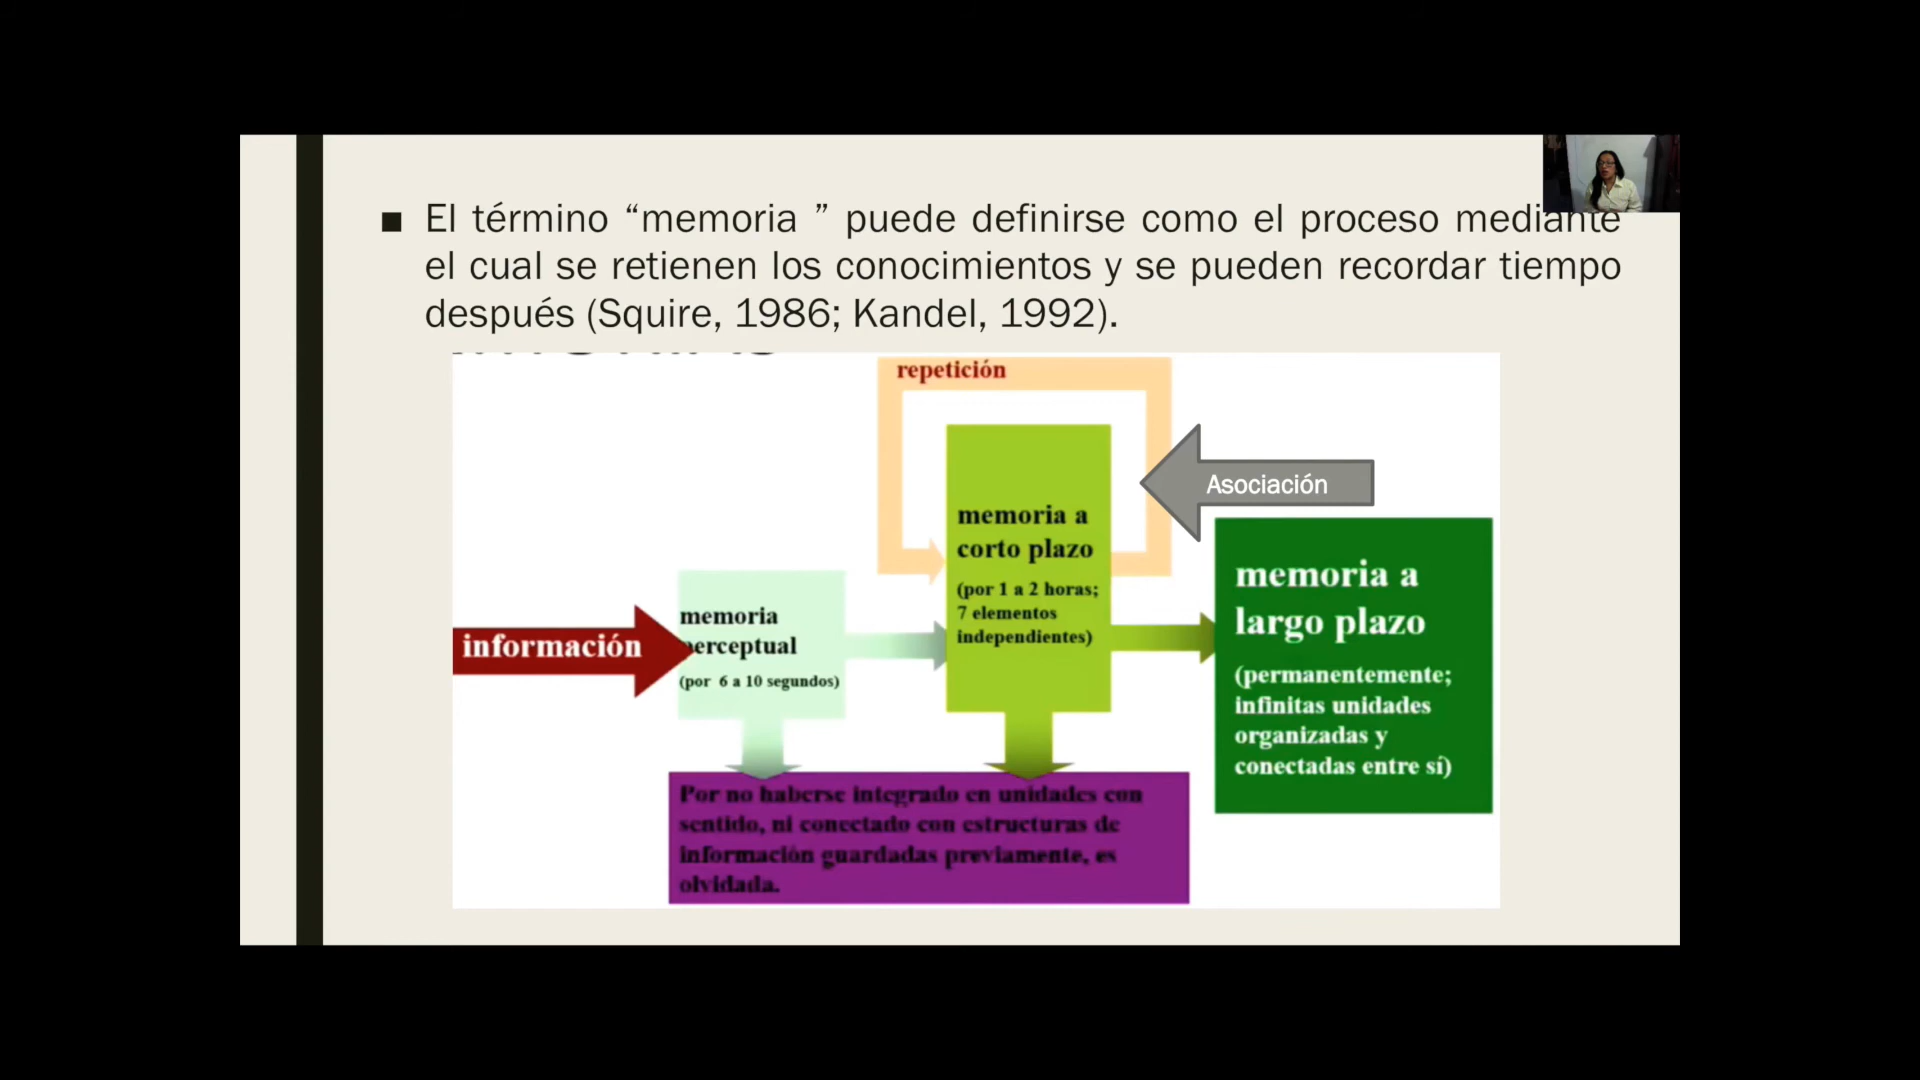 ■ El término “memoria ” puede definirse como el proceso mediante
el cual se retienen los conocimientos y se pueden recordar tiempo
después (Squire, 1986; Kandel, 1992).
repetición
Asociación
memoria a
corto plazo
(por 1 a 2 horas;
7 elementos
independientes)
memoria a
largo plazo
(permanentemente;
infinitas unidades
organizadas y
conectadas entre sí)
información
memoria
perceptual
(por 6 a 10 segundos)
Por no haberse integrado en unidades con
sentido, ni conectado con estructuras de
información guardadas previamente, es
olvidada.